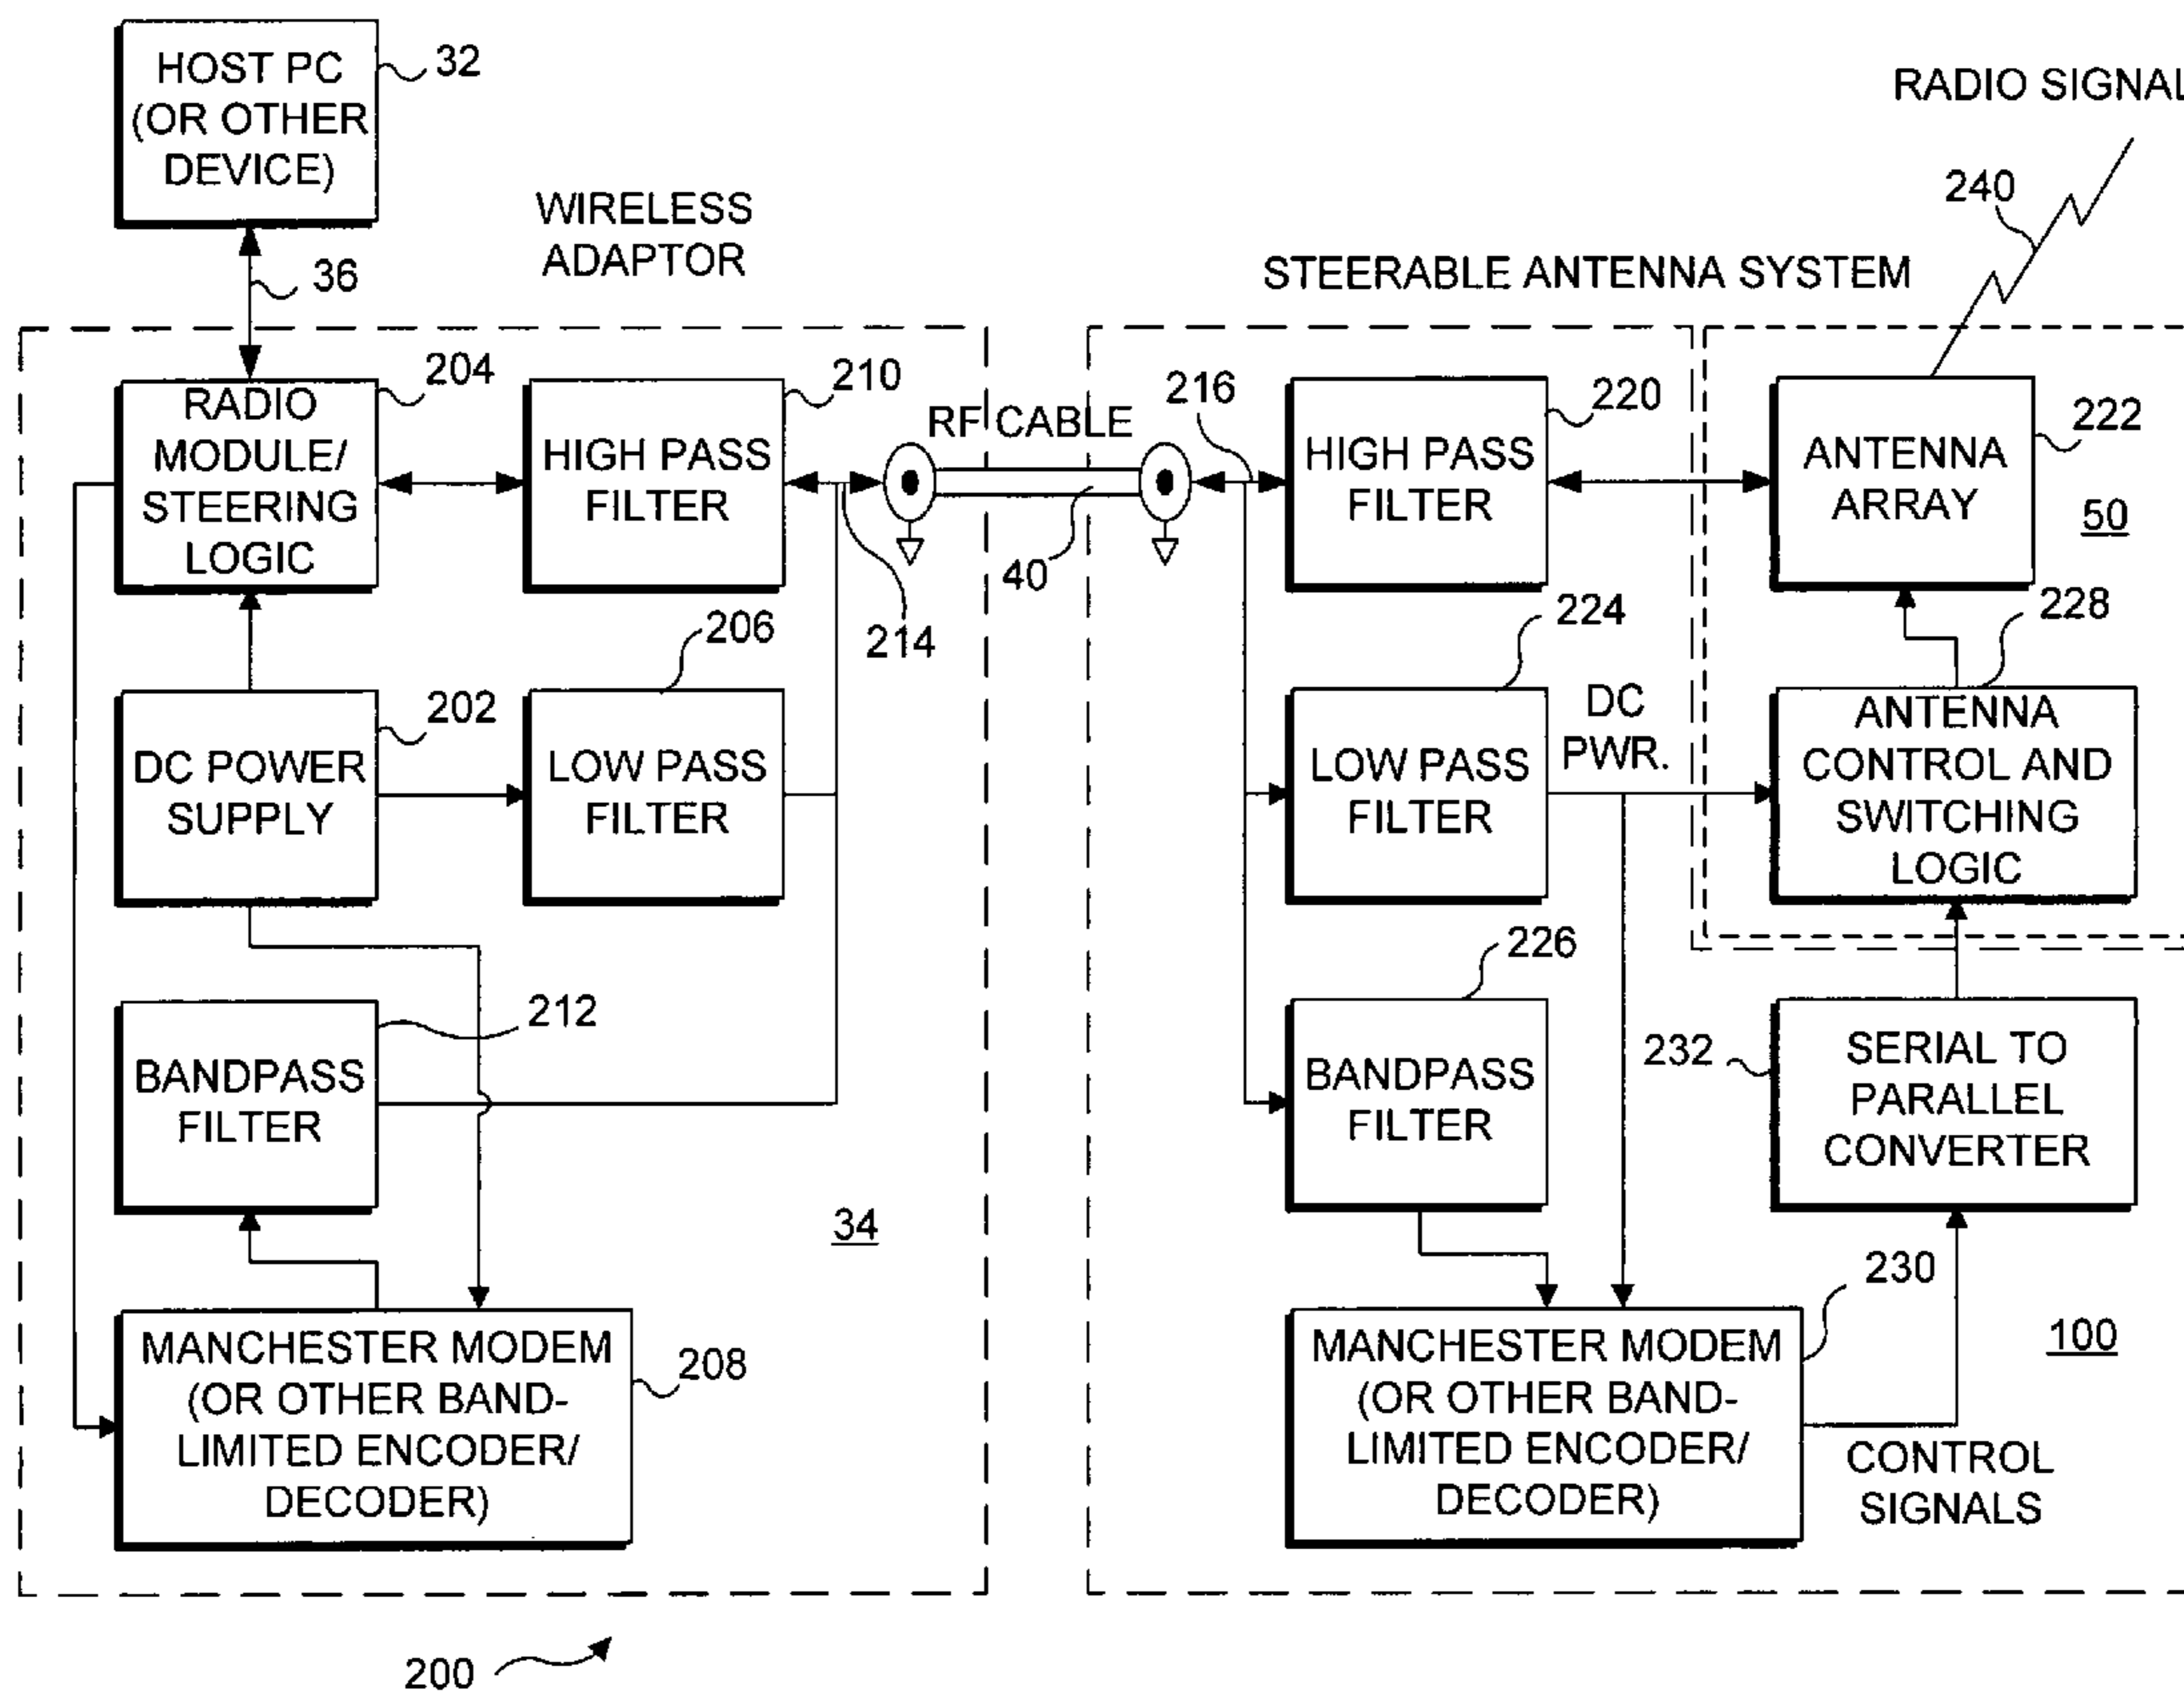 HOST PC
(OR OTHER
DEVICE)
32
RADIO SIGNAL
240
36
WIRELESS
ADAPTOR
STEERABLE ANTENNA SYSTEM
204
RADIO
MODULE/
STEERING
LOGIC
210
HIGH PASS
FILTER
RF CABLE
216
220
HIGH PASS
FILTER
222
ANTENNA
ARRAY
50
40
214
206
202
DC POWER
SUPPLY
LOW PASS
FILTER
224
LOW PASS
FILTER
DC
PWR.
228
ANTENNA
CONTROL AND
SWITCHING
LOGIC
212
BANDPASS
FILTER
226
BANDPASS
FILTER
232
SERIAL TO
PARALLEL
CONVERTER
34
208
MANCHESTER MODEM
(OR OTHER BAND-
LIMITED ENCODER/
DECODER)
230
MANCHESTER MODEM
(OR OTHER BAND-
LIMITED ENCODER/
DECODER)
100
CONTROL
SIGNALS
200